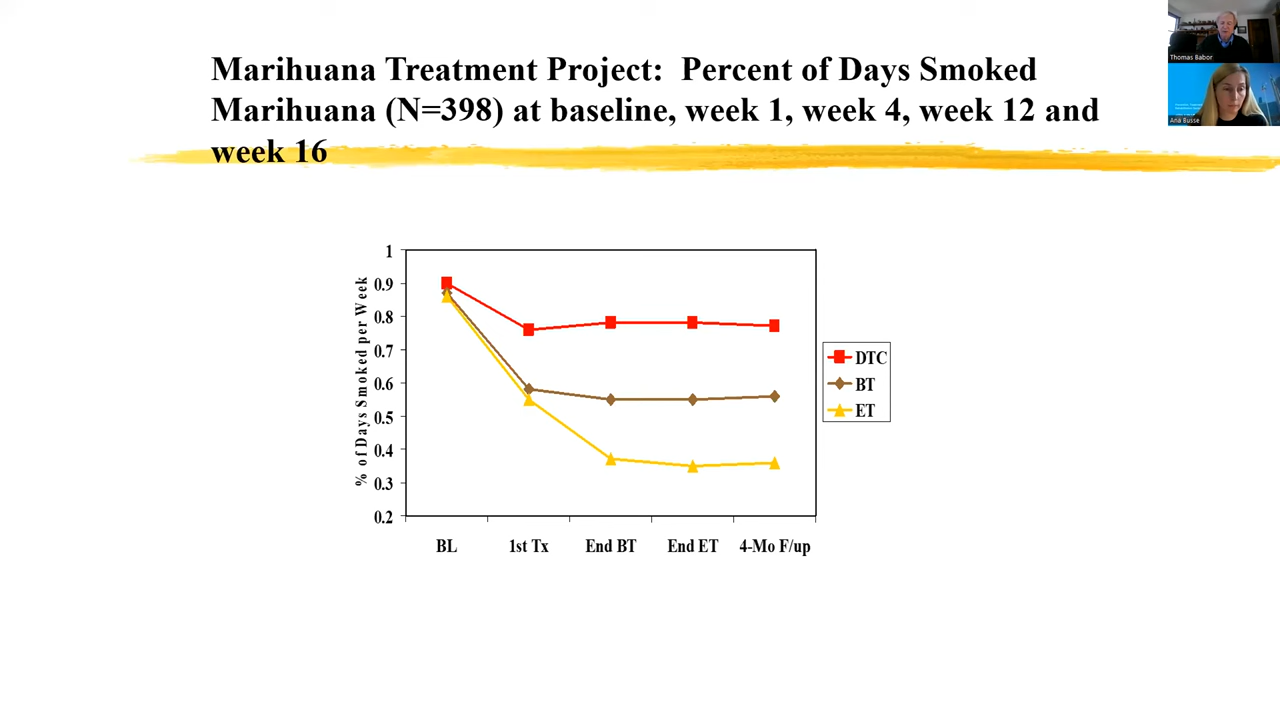 Marihuana Treatment Project:  Percent of Days Smoked
Marihuana (N=398) at baseline, week 1, week 4, week 12 and
week 16
Thomas Babor
Ana Busse
% of Days Smoked per Week
1
0.9
0.8
0.7
0.6
0.5
0.4
0.3
0.2
BL
1st Tx
End BT
End ET
4-Mo F/up
DTC
BT
ET